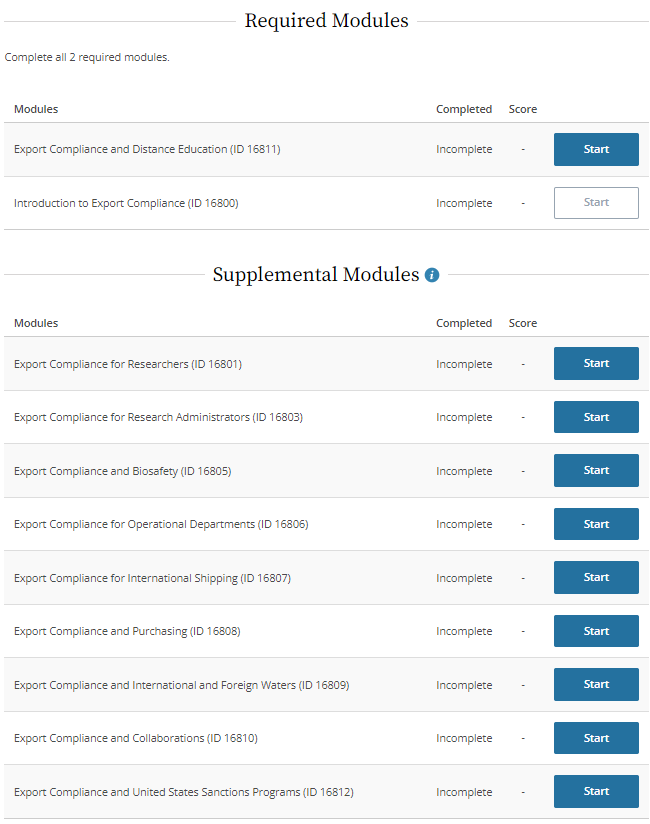 Required Modules
Complete all 2 required modules.
Modules Completed Score
Export Compliance and Distance Education (ID 16811) Incomplete - Start
Introduction to Export Compliance (ID 16800) Incomplete - Start
Supplemental Modules i
Modules Completed Score
Export Compliance for Researchers (ID 16801) Incomplete - Start
Export Compliance for Research Administrators (ID 16803) Incomplete - Start
Export Compliance and Biosafety (ID 16805) Incomplete - Start
Export Compliance for Operational Departments (ID 16806) Incomplete - Start
Export Compliance for International Shipping (ID 16807) Incomplete - Start
Export Compliance and Purchasing (ID 16808) Incomplete - Start
Export Compliance and International and Foreign Waters (ID 16809) Incomplete - Start
Export Compliance and Collaborations (ID 16810) Incomplete - Start
Export Compliance and United States Sanctions Programs (ID 16812) Incomplete - Start